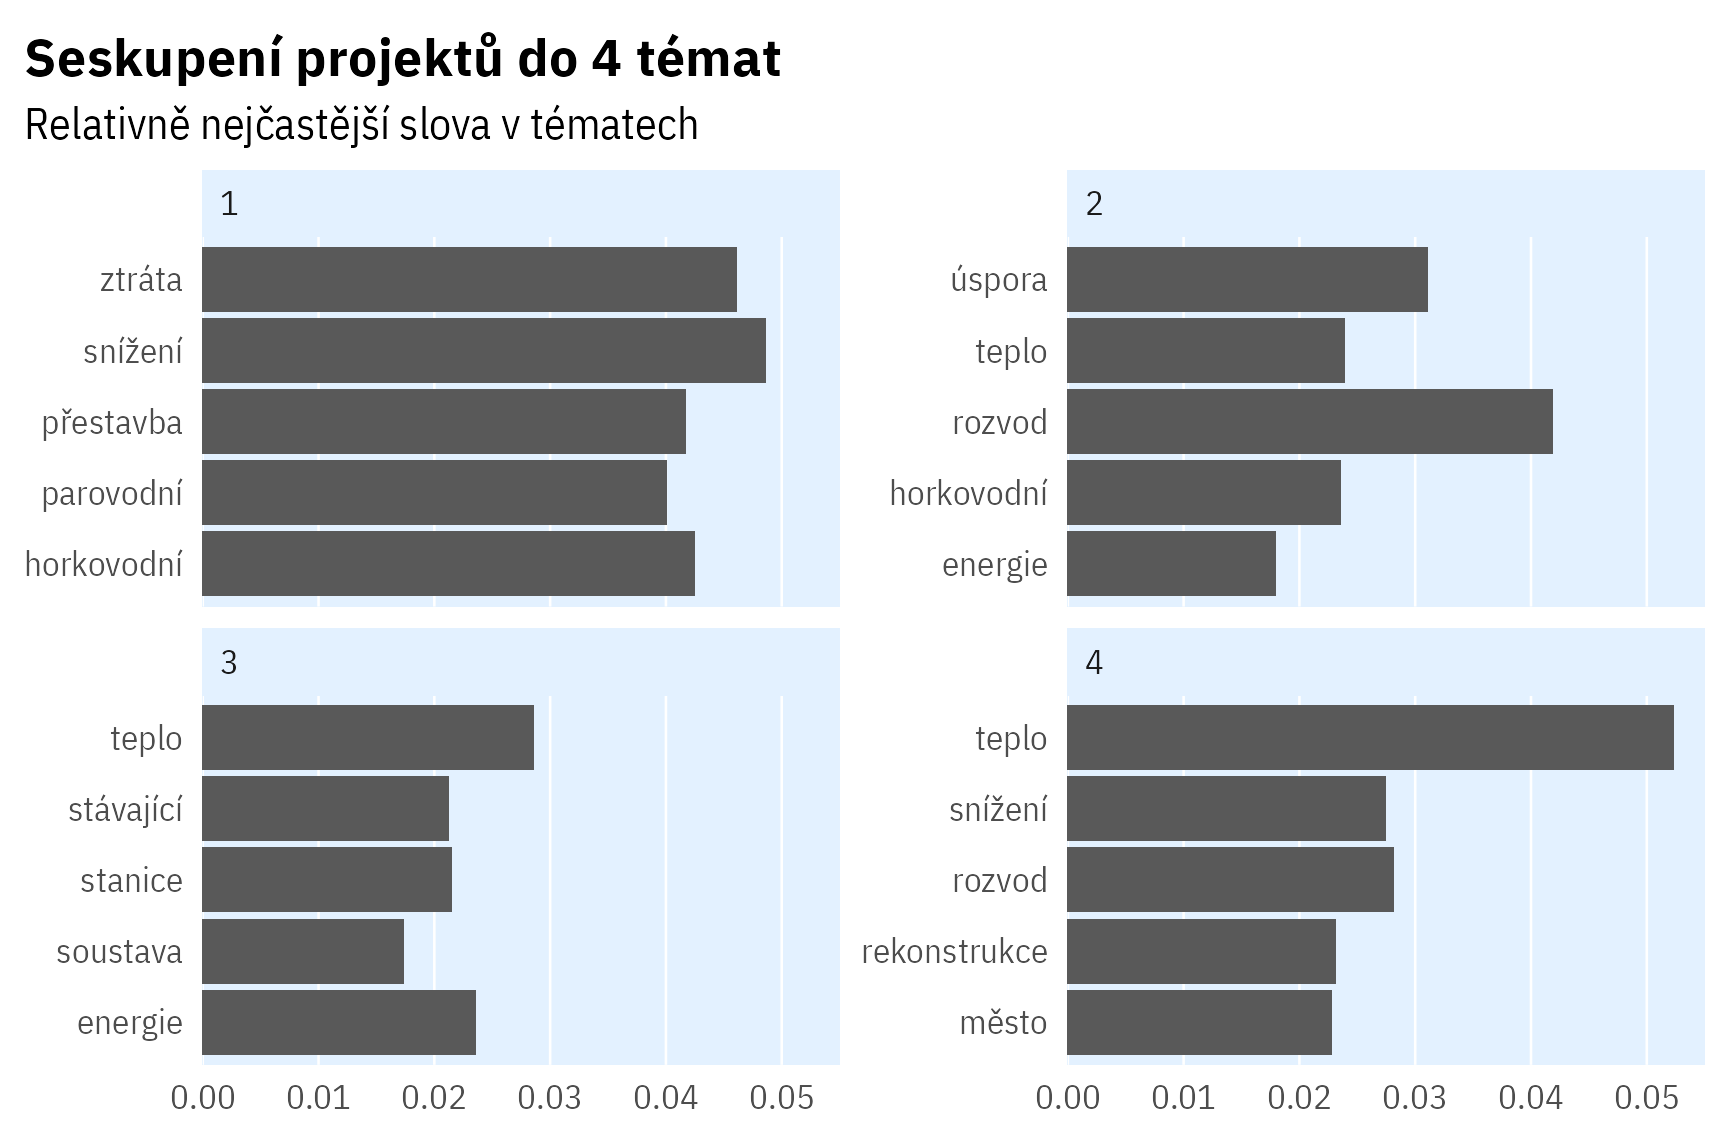 Seskupení projektů do 4 témat
Relativně nejčastější slova v tématech
1
ztráta
snížení
přestavba
parovodní
horkovodní
2
úspora
teplo
rozvod
horkovodní
energie
3
teplo
stávající
stanice
soustava
energie
0.00 0.01 0.02 0.03 0.04 0.05
4
teplo
snížení
rozvod
rekonstrukce
město
0.00 0.01 0.02 0.03 0.04 0.05